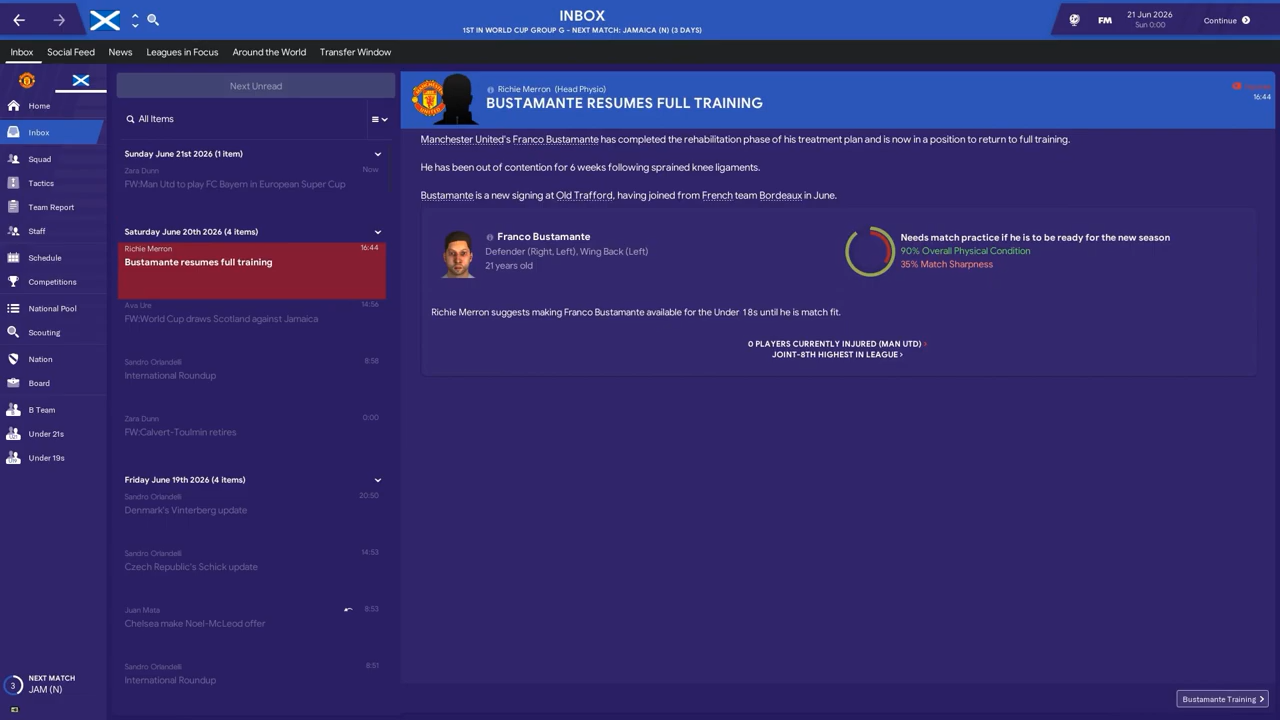 INBOX
1ST IN WORLD CUP GROUP G - NEXT MATCH: JAMAICA (N) (3 DAYS)
FM
21 Jun 2026
Sun 0:00
Continue
Inbox
Social Feed
News
Leagues in Focus
Around the World
Transfer Window
Home
Inbox
Squad
Tactics
Team Report
Staff
Schedule
Competitions
National Pool
Scouting
Nation
Board
B Team
Under 21s
Under 19s
NEXT MATCH
3
JAM (N)
Next Unread
All Items
Sunday June 21st 2026 (1 item)
Zara Dunn
Now
FW:Man Utd to play FC Bayern in European Super Cup
Saturday June 20th 2026 (4 items)
Richie Merron
16:44
Bustamante resumes full training
Ava Ure
14:56
FW:World Cup draws Scotland against Jamaica
Sandro Orlandelli
8:58
International Roundup
Zara Dunn
0:00
FW:Calvert-Toulmin retires
Friday June 19th 2026 (4 items)
Sandro Orlandelli
20:50
Denmark's Vinterberg update
Sandro Orlandelli
14:53
Czech Republic's Schick update
Juan Mata
8:53
Chelsea make Noel-McLeod offer
Sandro Orlandelli
8:51
International Roundup
Richie Merron (Head Physio)
BUSTAMANTE RESUMES FULL TRAINING
16:44
Manchester United's Franco Bustamante has completed the rehabilitation phase of his treatment plan and is now in a position to return to full training.
He has been out of contention for 6 weeks following sprained knee ligaments.
Bustamante is a new signing at Old Trafford, having joined from French team Bordeaux in June.
Franco Bustamante
Defender (Right, Left), Wing Back (Left)
21 years old
Needs match practice if he is to be ready for the new season
90% Overall Physical Condition
35% Match Sharpness
Richie Merron suggests making Franco Bustamante available for the Under 18s until he is match fit.
0 PLAYERS CURRENTLY INJURED (MAN UTD) >
JOINT-8TH HIGHEST IN LEAGUE >
Bustamante Training >